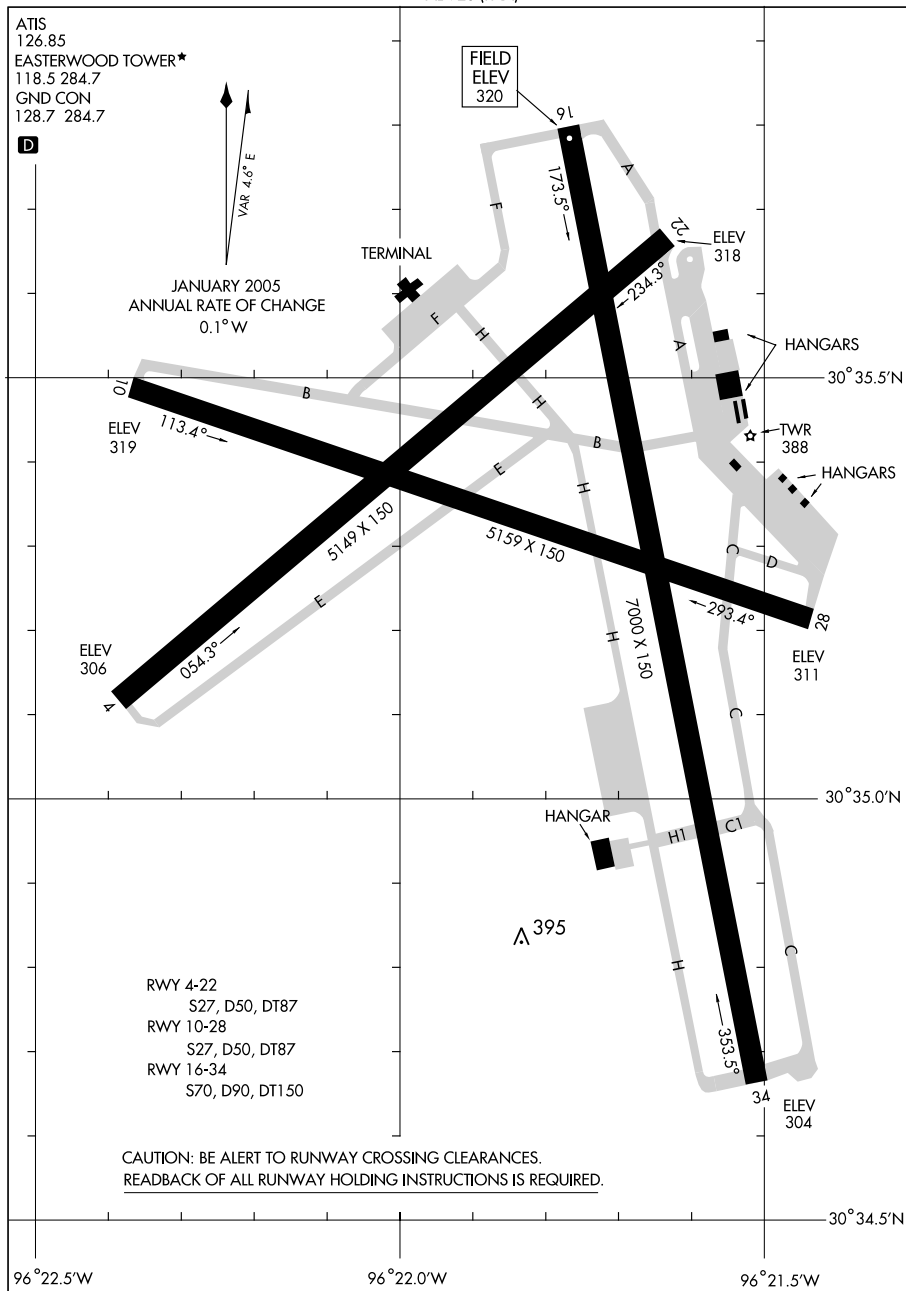 ATIS
126.85
EASTERWOOD TOWER★
118.5 284.7
GND CON
128.7 284.7
D
VAR 4.6° E
JANUARY 2005
ANNUAL RATE OF CHANGE
0.1° W
FIELD
ELEV
320
16
173.5°
A
F
22
ELEV
318
234.3°
TERMINAL
F
H
A
HANGARS
30°35.5'N
10
B
ELEV
319
113.4°
H
B
TWR
388
E
H
HANGARS
5149 X 150
5159 X 150
C
D
E
7000 X 150
293.4°
28
ELEV
311
H
054.3°
ELEV
306
4
C
30°35.0'N
HANGAR
H1
C1
395
H
C
RWY 4-22
S27, D50, DT87
RWY 10-28
S27, D50, DT87
RWY 16-34
S70, D90, DT150
353.5°
34
ELEV
304
CAUTION: BE ALERT TO RUNWAY CROSSING CLEARANCES.
READBACK OF ALL RUNWAY HOLDING INSTRUCTIONS IS REQUIRED.
30°34.5'N
96°22.5'W
96°22.0'W
96°21.5'W